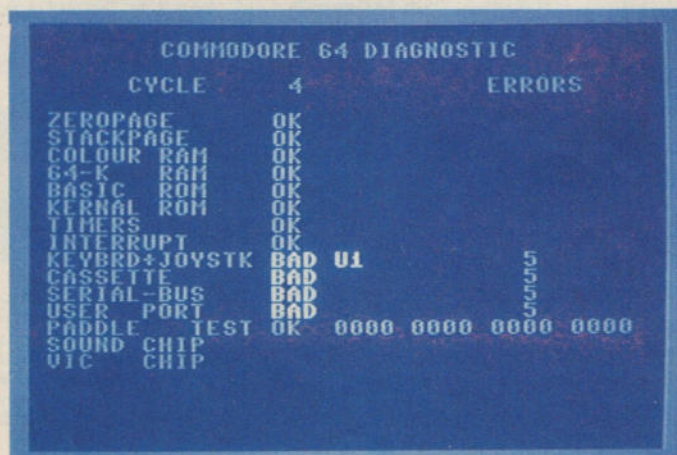 COMMODORE 64 DIAGNOSTIC
CYCLE 4 ERRORS
ZEROPAGE OK
STACKPAGE OK
COLOUR RAM OK
64-K RAM OK
BASIC ROM OK
KERNAL ROM OK
TIMERS OK
INTERRUPT OK
KEYBRD+JOYSTK BAD U1 5
CASSETTE BAD 5
SERIAL-BUS BAD 5
USER PORT BAD 5
PADDLE TEST OK 0000 0000 0000 0000
SOUND CHIP
VIC CHIP